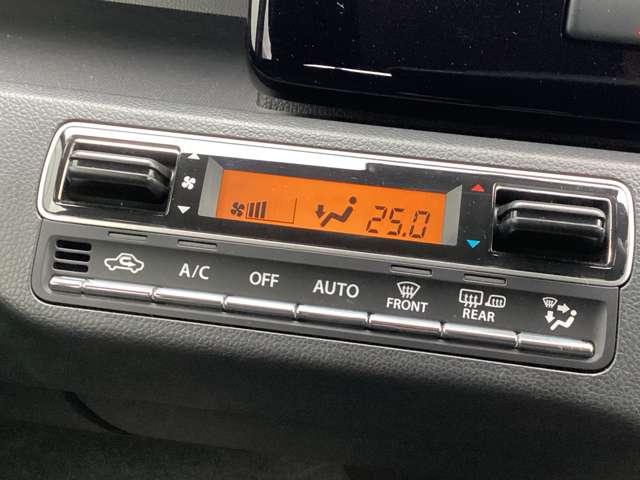 25.0
A/C OFF AUTO FRONT REAR